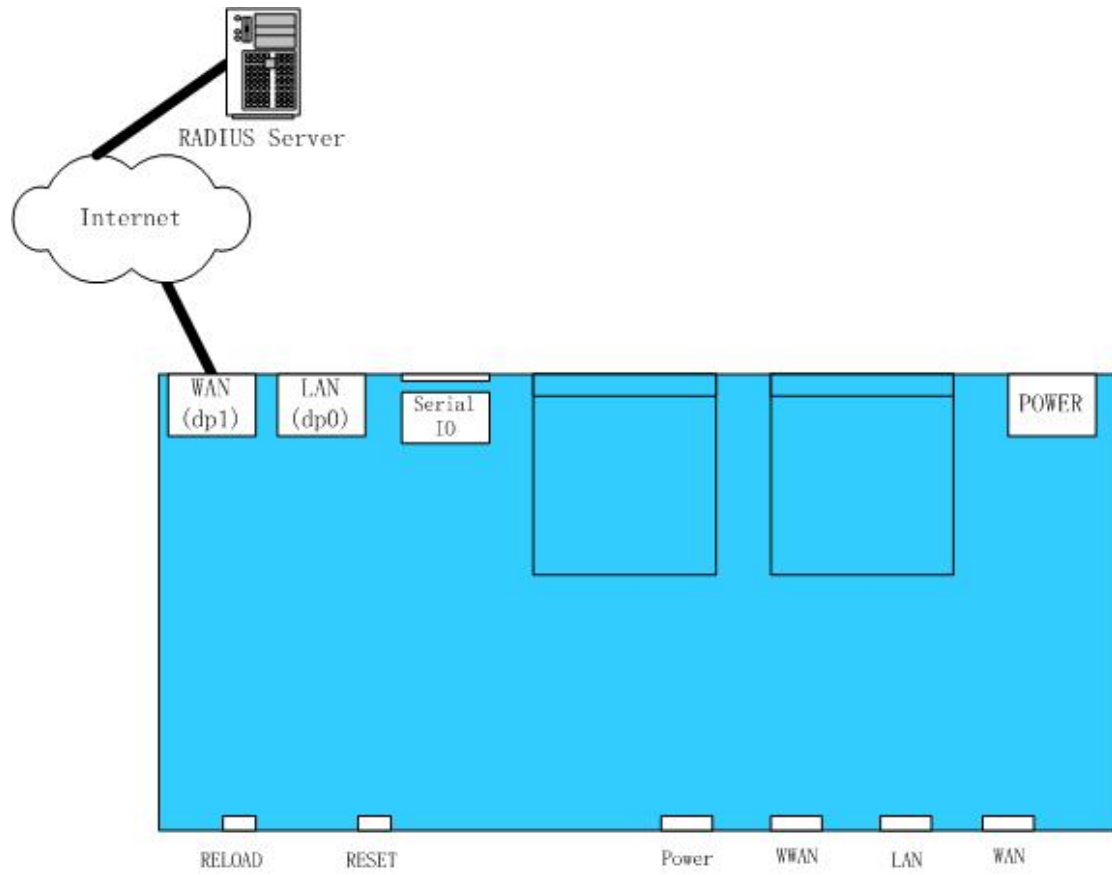 RADIUS Server
Internet
WAN
(dp1)
LAN
(dp0)
Serial
IO
POWER
RELOAD
RESET
Power
WWAN
LAN
WAN